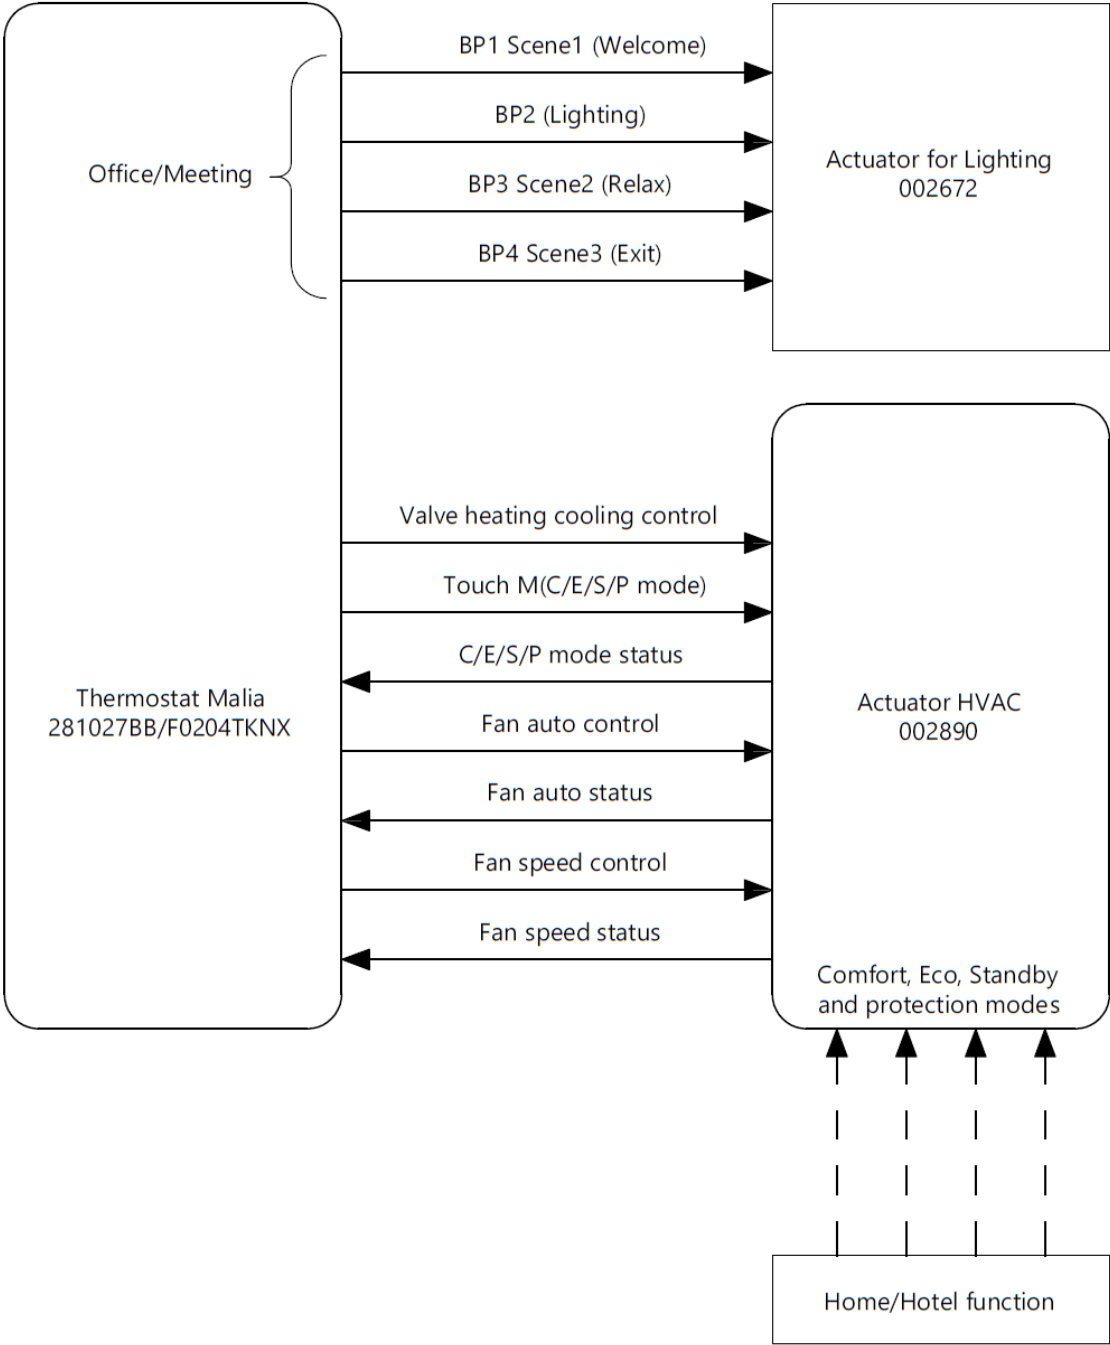 BP1 Scene1 (Welcome)
BP2 (Lighting)
BP3 Scene2 (Relax)
BP4 Scene3 (Exit)
Office/Meeting
Actuator for Lighting
002672
Valve heating cooling control
Touch M(C/E/S/P mode)
C/E/S/P mode status
Fan auto control
Fan auto status
Fan speed control
Fan speed status
Thermostat Malia
281027BB/F0204TKNX
Actuator HVAC
002890
Comfort, Eco, Standby
and protection modes
Home/Hotel function